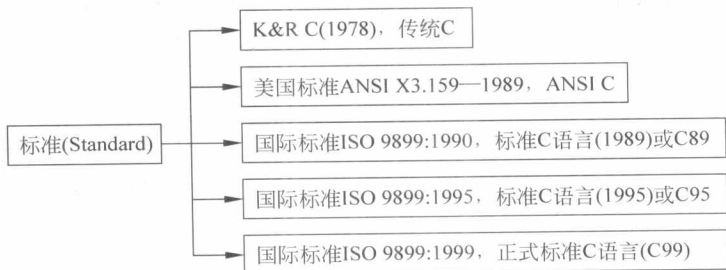 K&R C(1978)，传统C
美国标准ANSI X3.159—1989，ANSI C
标准(Standard)
国际标准ISO 9899:1990，标准C语言(1989)或C89
国际标准ISO 9899:1995，标准C语言(1995)或C95
国际标准ISO 9899:1999，正式标准C语言(C99)